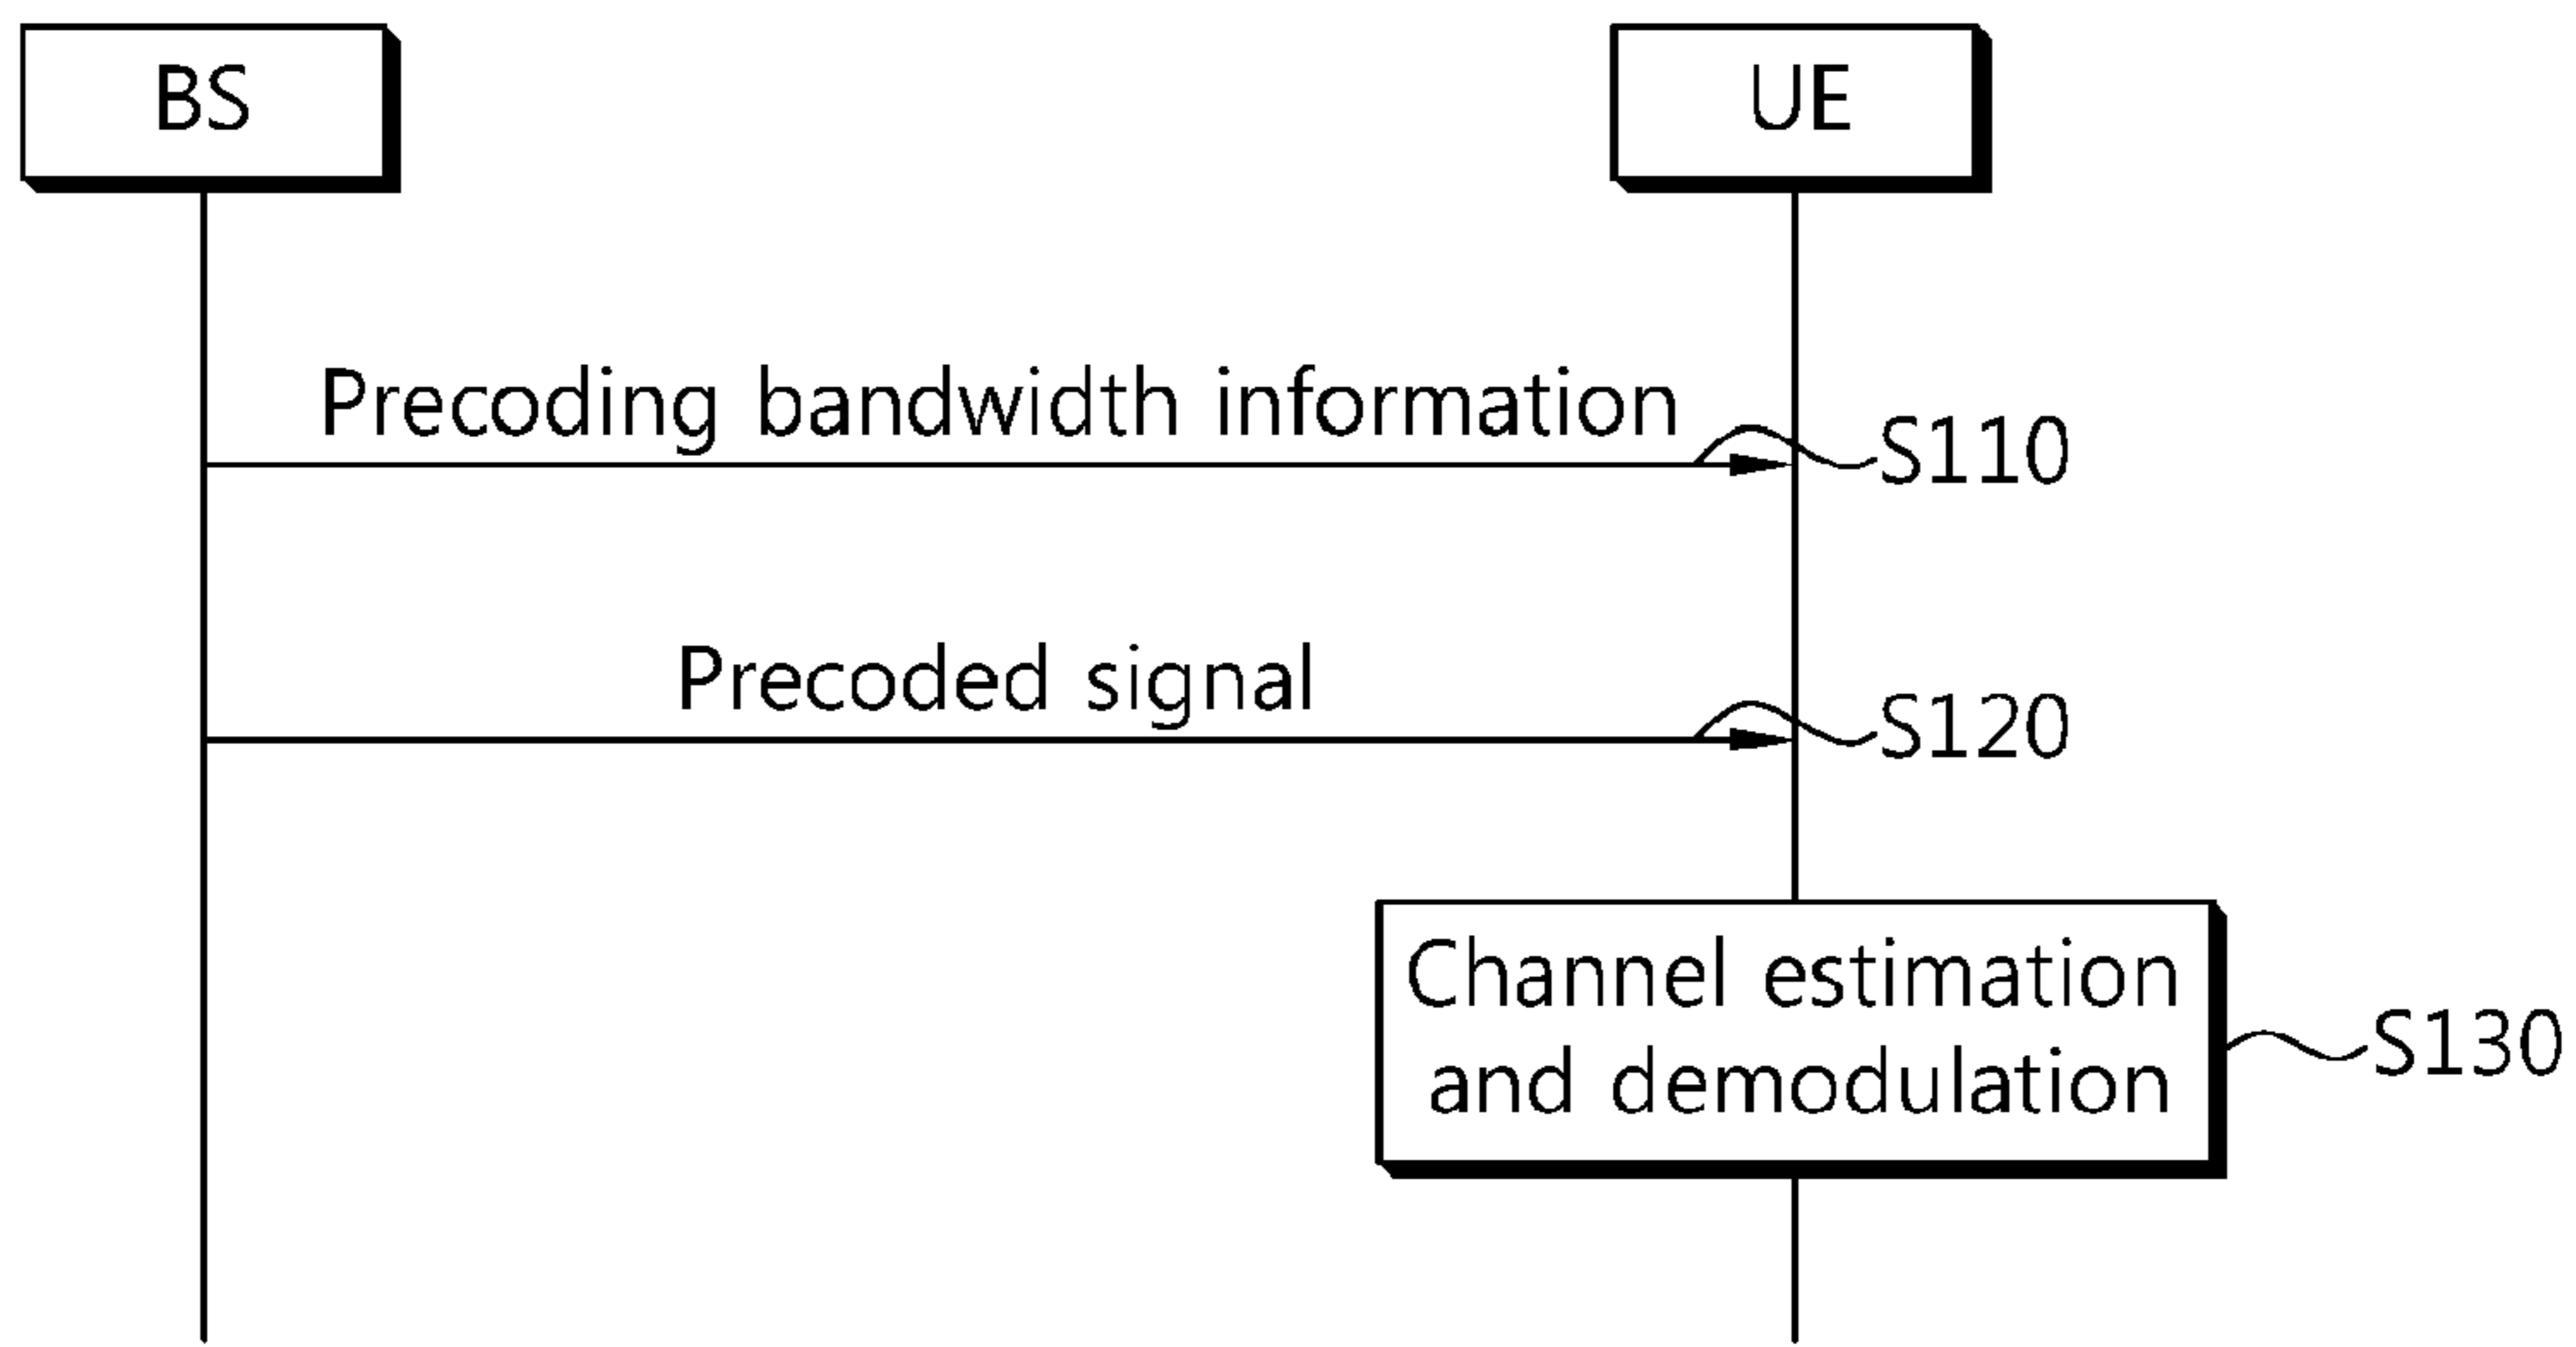 BS
UE
Precoding bandwidth information
S110
Precoded signal
S120
Channel estimation
and demodulation
S130